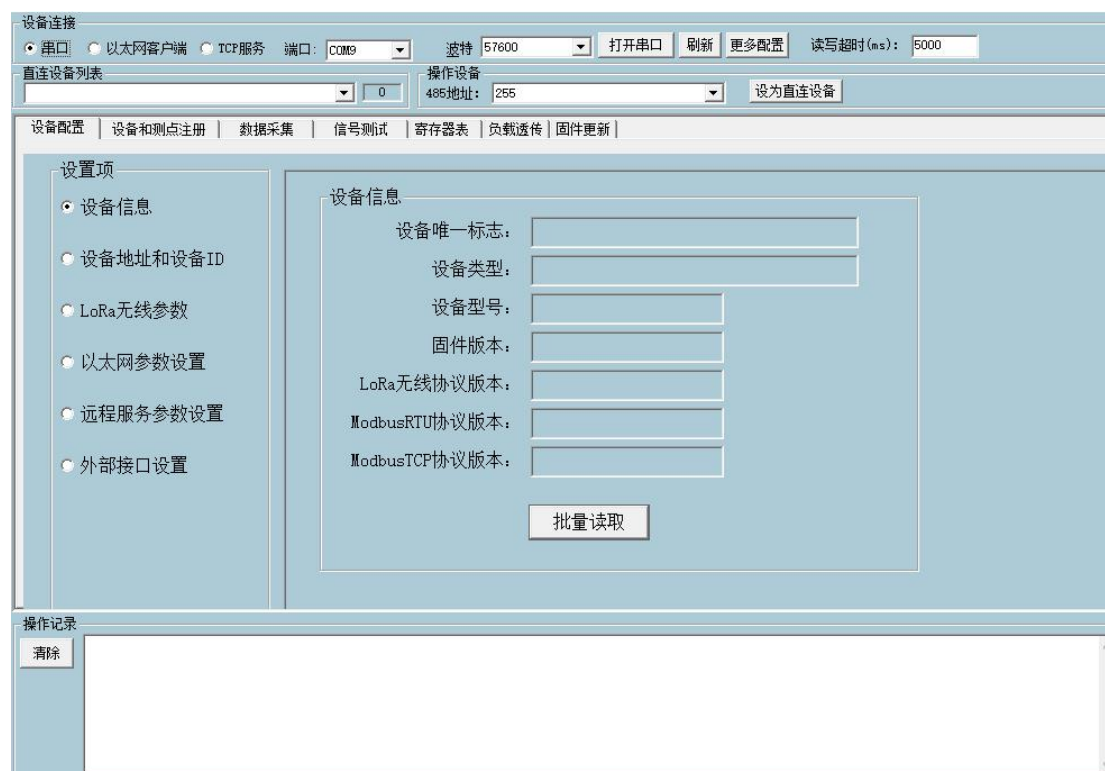 设备连接
串口 以太网客户端 TCP服务 端口: COM9 波特 57600 打开串口 刷新 更多配置 读写超时(ms): 5000
直连设备列表 操作设备
0 485地址: 255 设为直连设备
设备配置 设备和测点注册 数据采集 信号测试 寄存器表 负载透传 固件更新
设置项
设备信息
设备信息
设备唯一标志:
设备地址和设备ID
设备类型:
LoRa无线参数
设备型号:
固件版本:
以太网参数设置
LoRa无线协议版本:
远程服务参数设置
ModbusRTU协议版本:
外部接口设置
ModbusTCP协议版本:
批量读取
操作记录
清除